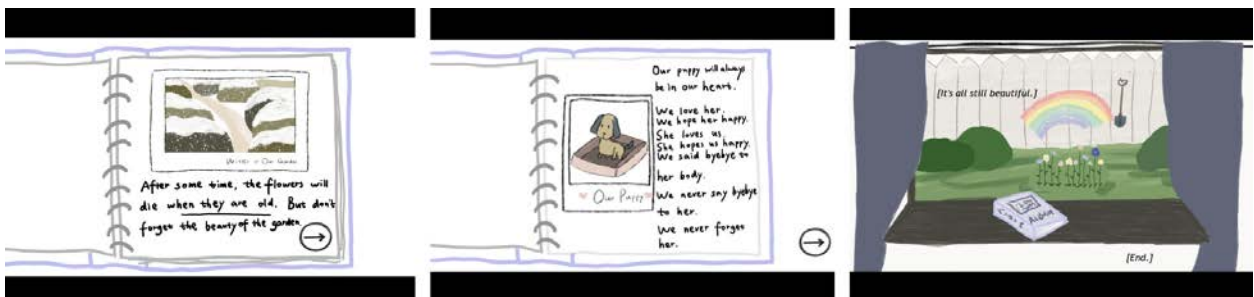 Winter - Our Garden
After some time, the flowers will
die when they are old. But don't
forget the beauty of the garden
Our puppy will always
be in our heart.
We love her.
We hope her happy.
She loves us.
She hopes us happy.
We said byebye to
her body.
We never say byebye
to her.
We never forget
her.
Our Puppy
[It's all still beautiful.]
Album
[End.]